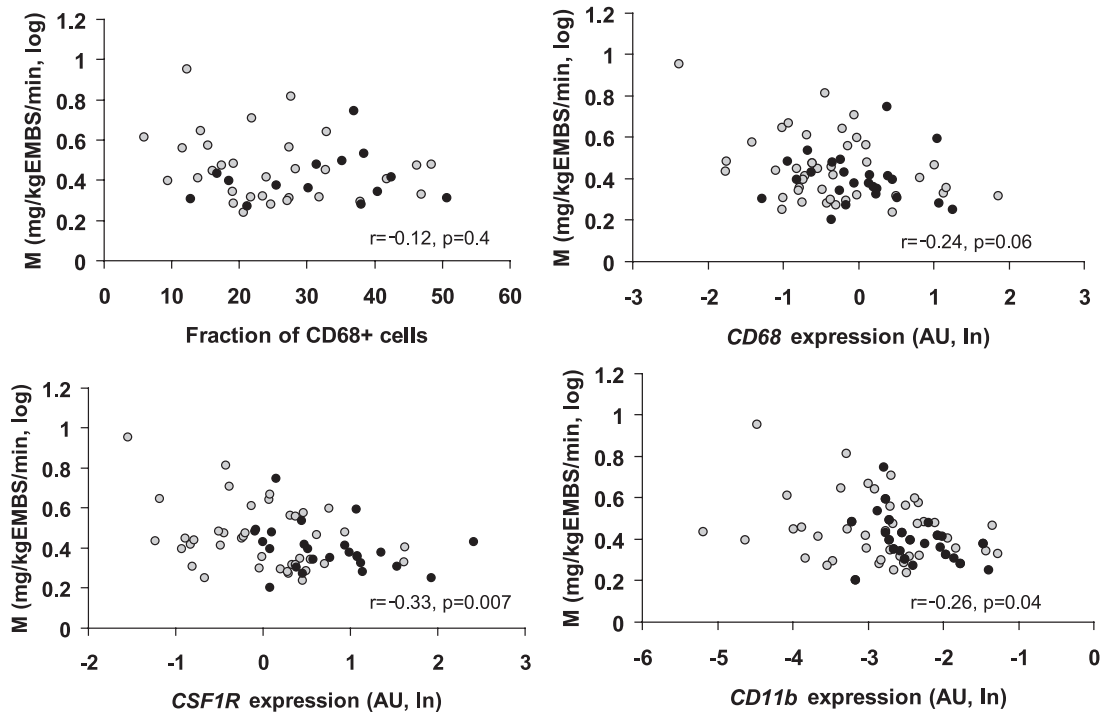 M (mg/kgEMBS/min, log)
1.2
1
0.8
0.6
0.4
0.2
0
r=-0.12, p=0.4
0 10 20 30 40 50 60
Fraction of CD68+ cells
M (mg/kgEMBS/min, log)
1.2
1
0.8
0.6
0.4
0.2
0
r=-0.24, p=0.06
-3 -2 -1 0 1 2 3
CD68 expression (AU, ln)
M (mg/kgEMBS/min, log)
1.2
1
0.8
0.6
0.4
0.2
0
r=-0.33, p=0.007
-2 -1 0 1 2 3
CSF1R expression (AU, ln)
M (mg/kgEMBS/min, log)
1.2
1
0.8
0.6
0.4
0.2
0
r=-0.26, p=0.04
-6 -5 -4 -3 -2 -1 0
CD11b expression (AU, ln)